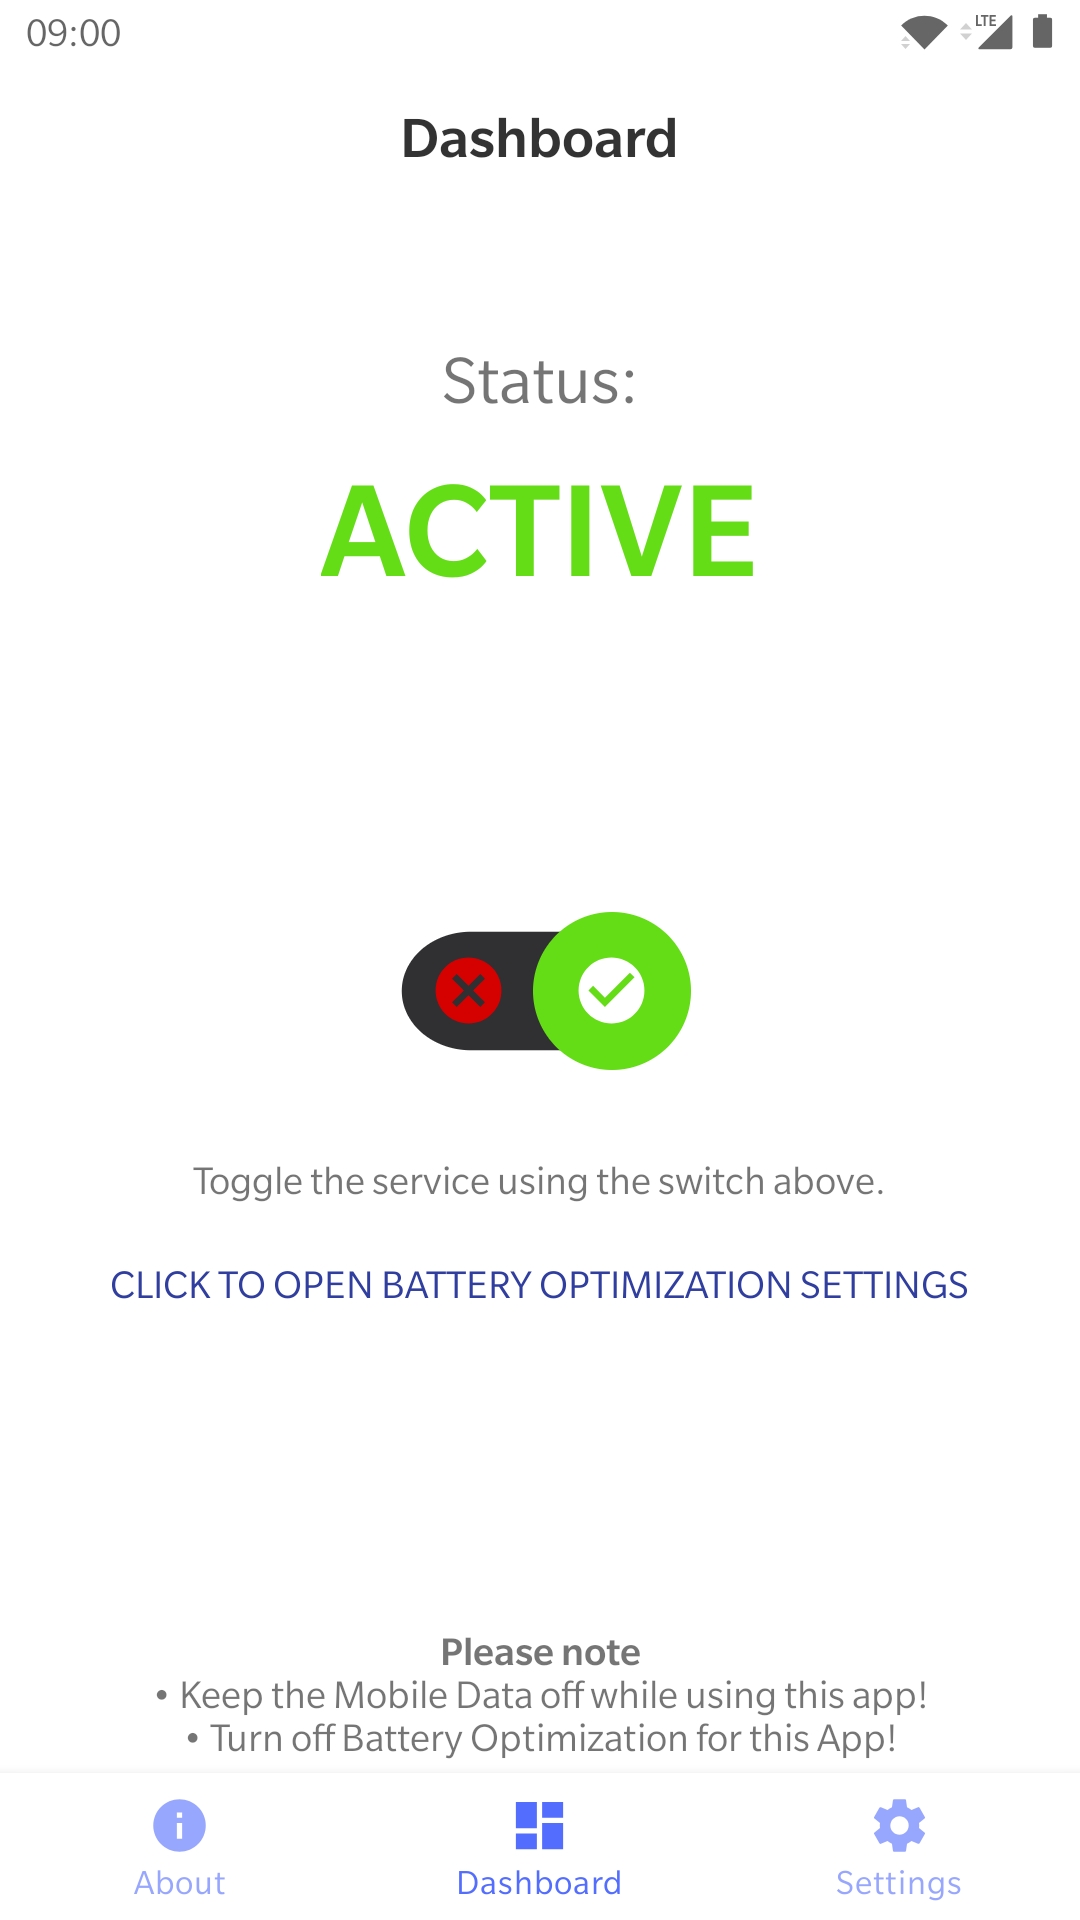 09:00
LTE
Dashboard
Status:
ACTIVE
Toggle the service using the switch above.
CLICK TO OPEN BATTERY OPTIMIZATION SETTINGS
Please note
• Keep the Mobile Data off while using this app!
• Turn off Battery Optimization for this App!
About
Dashboard
Settings